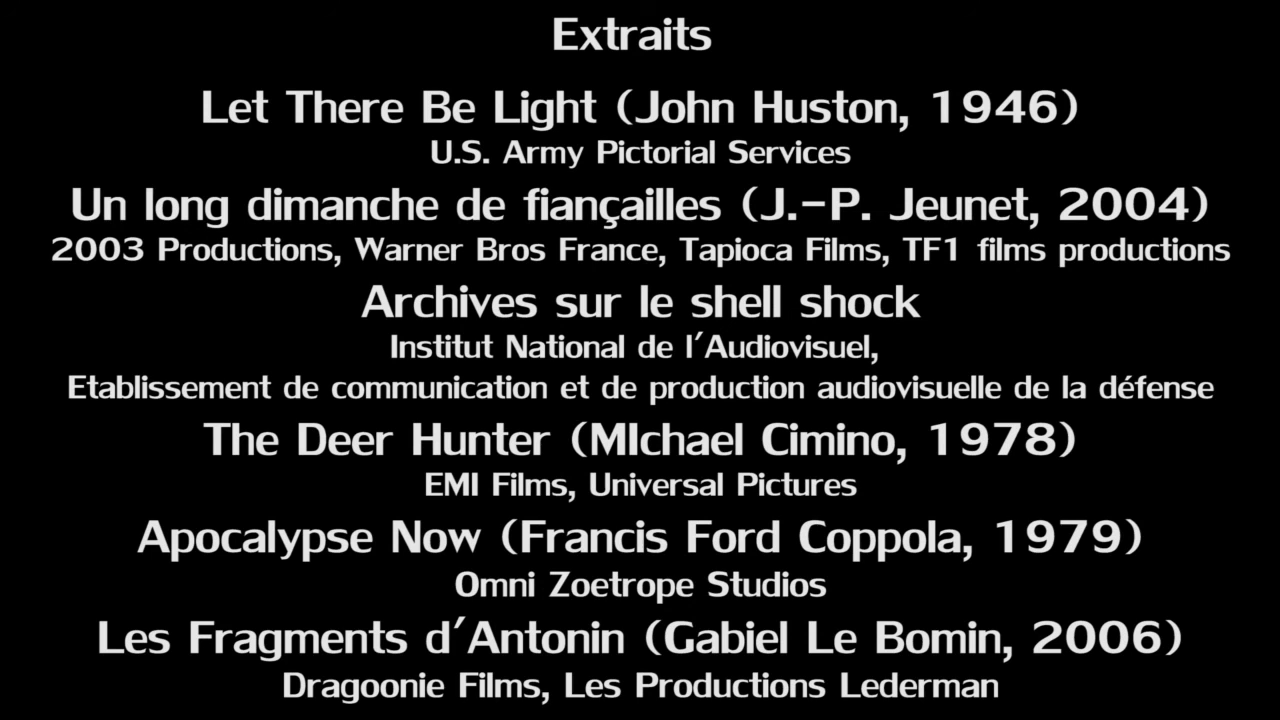 Extraits
Let There Be Light (John Huston, 1946)
U.S. Army Pictorial Services
Un long dimanche de fiançailles (J.-P. Jeunet, 2004)
2003 Productions, Warner Bros France, Tapioca Films, TF1 films productions
Archives sur le shell shock
Institut National de l'Audiovisuel,
Etablissement de communication et de production audiovisuelle de la défense
The Deer Hunter (MIchael Cimino, 1978)
EMI Films, Universal Pictures
Apocalypse Now (Francis Ford Coppola, 1979)
Omni Zoetrope Studios
Les Fragments d'Antonin (Gabiel Le Bomin, 2006)
Dragoonie Films, Les Productions Lederman